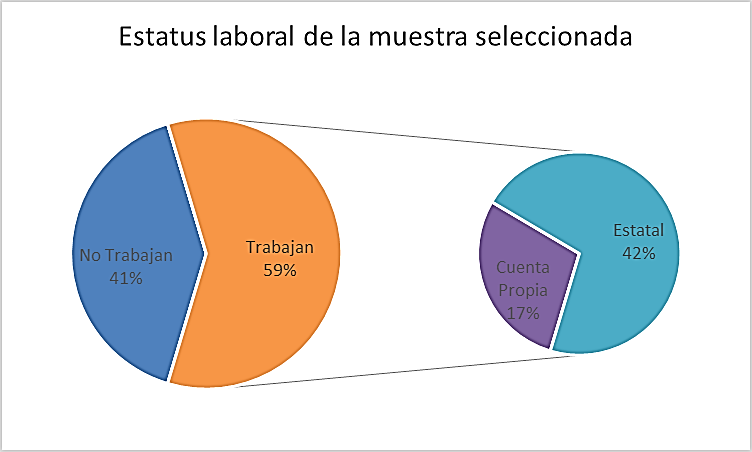 Estatus laboral de la muestra seleccionada
No Trabajan
41%
Trabajan
59%
Estatal
42%
Cuenta
Propia
17%